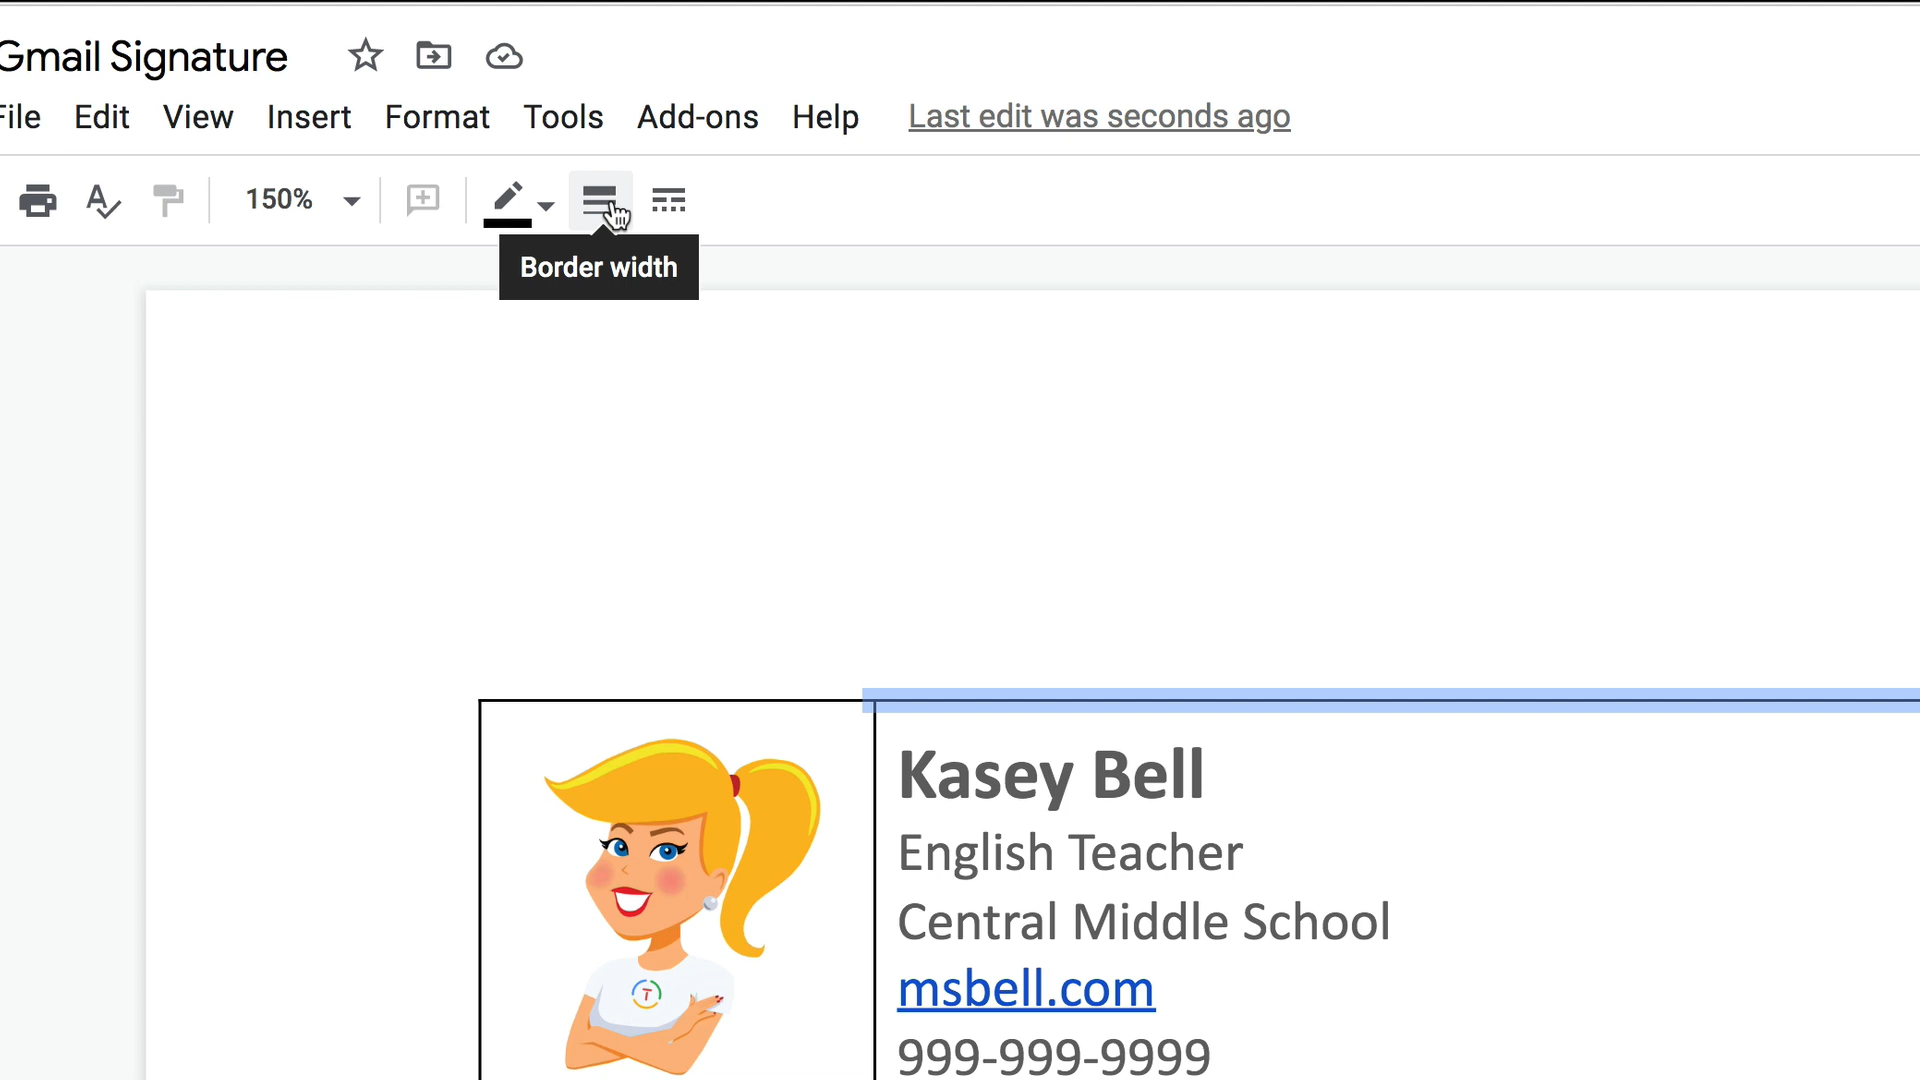 Gmail Signature
File Edit View Insert Format Tools Add-ons Help Last edit was seconds ago
150%
Border width
Kasey Bell
English Teacher
Central Middle School
msbell.com
999-999-9999
T